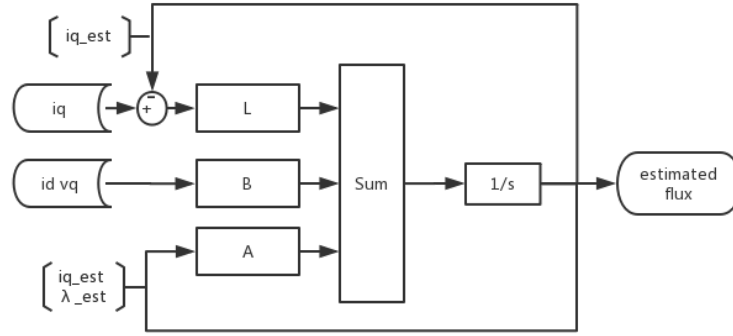 iq_est
-
+
iq
L
id vq
B
Sum
1/s
estimated
flux
A
iq_est
λ _est